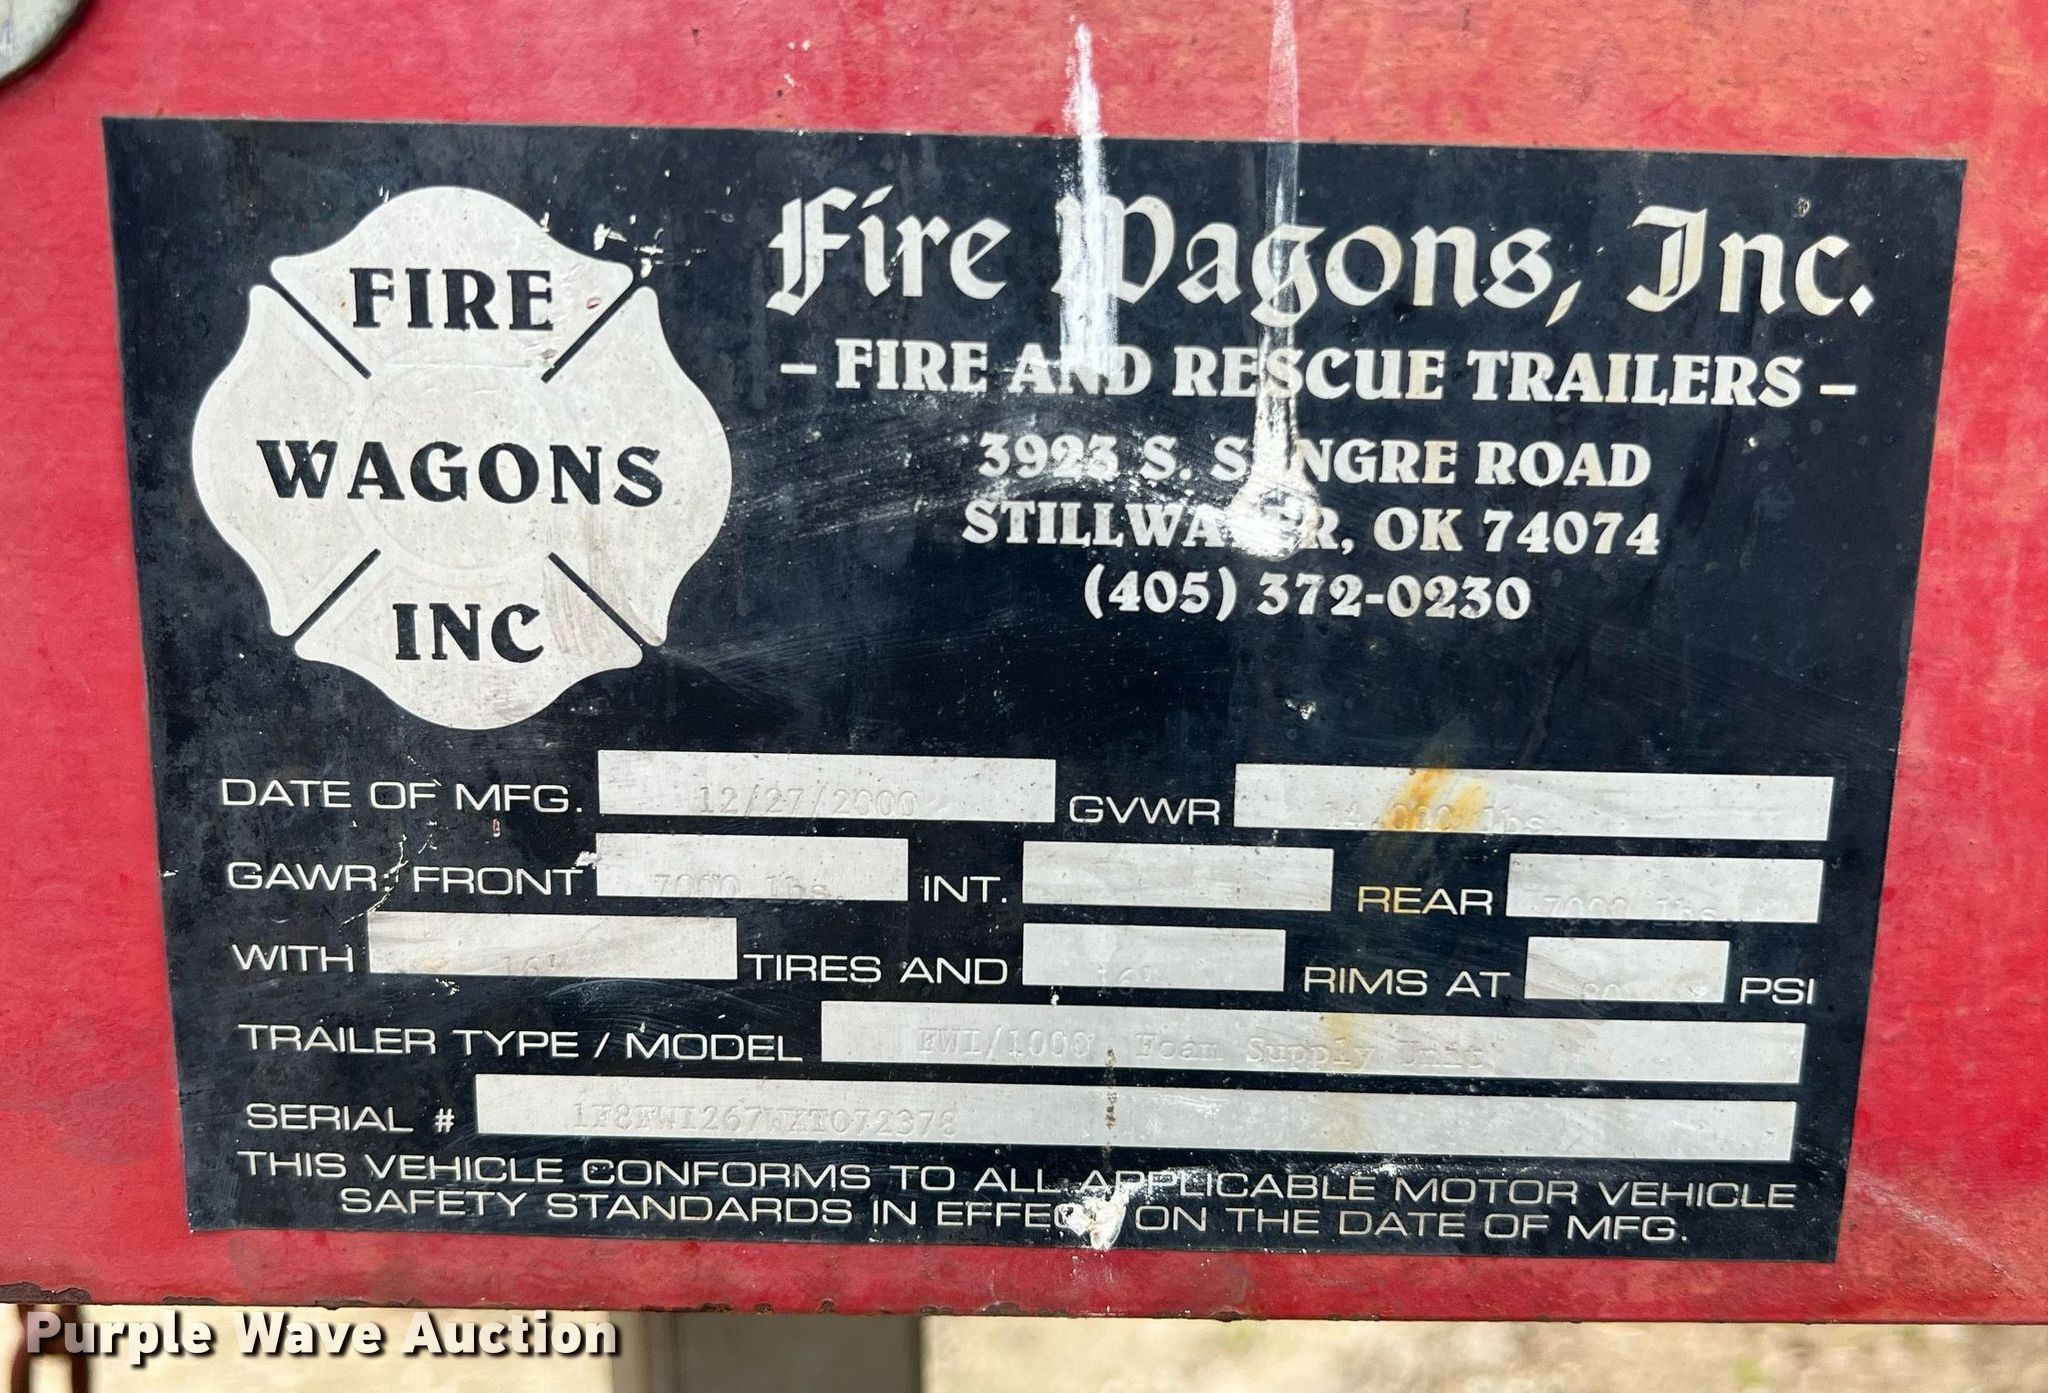 FIRE
WAGONS
INC
Fire Wagons, Inc.
– FIRE AND RESCUE TRAILERS –
3923 S. SANGRE ROAD
STILLWATER, OK 74074
(405) 372-0230
DATE OF MFG. 12/27/2000 GVWR 14,000 lbs.
GAWR: FRONT 7000 lbs. INT. REAR 7000 lbs.
WITH 16" TIRES AND 16" RIMS AT 80 PSI
TRAILER TYPE / MODEL FWI/1000 Foam Supply Unit
SERIAL # 1F8FWI267WXT072378
THIS VEHICLE CONFORMS TO ALL APPLICABLE MOTOR VEHICLE
SAFETY STANDARDS IN EFFECT ON THE DATE OF MFG.
Purple Wave Auction